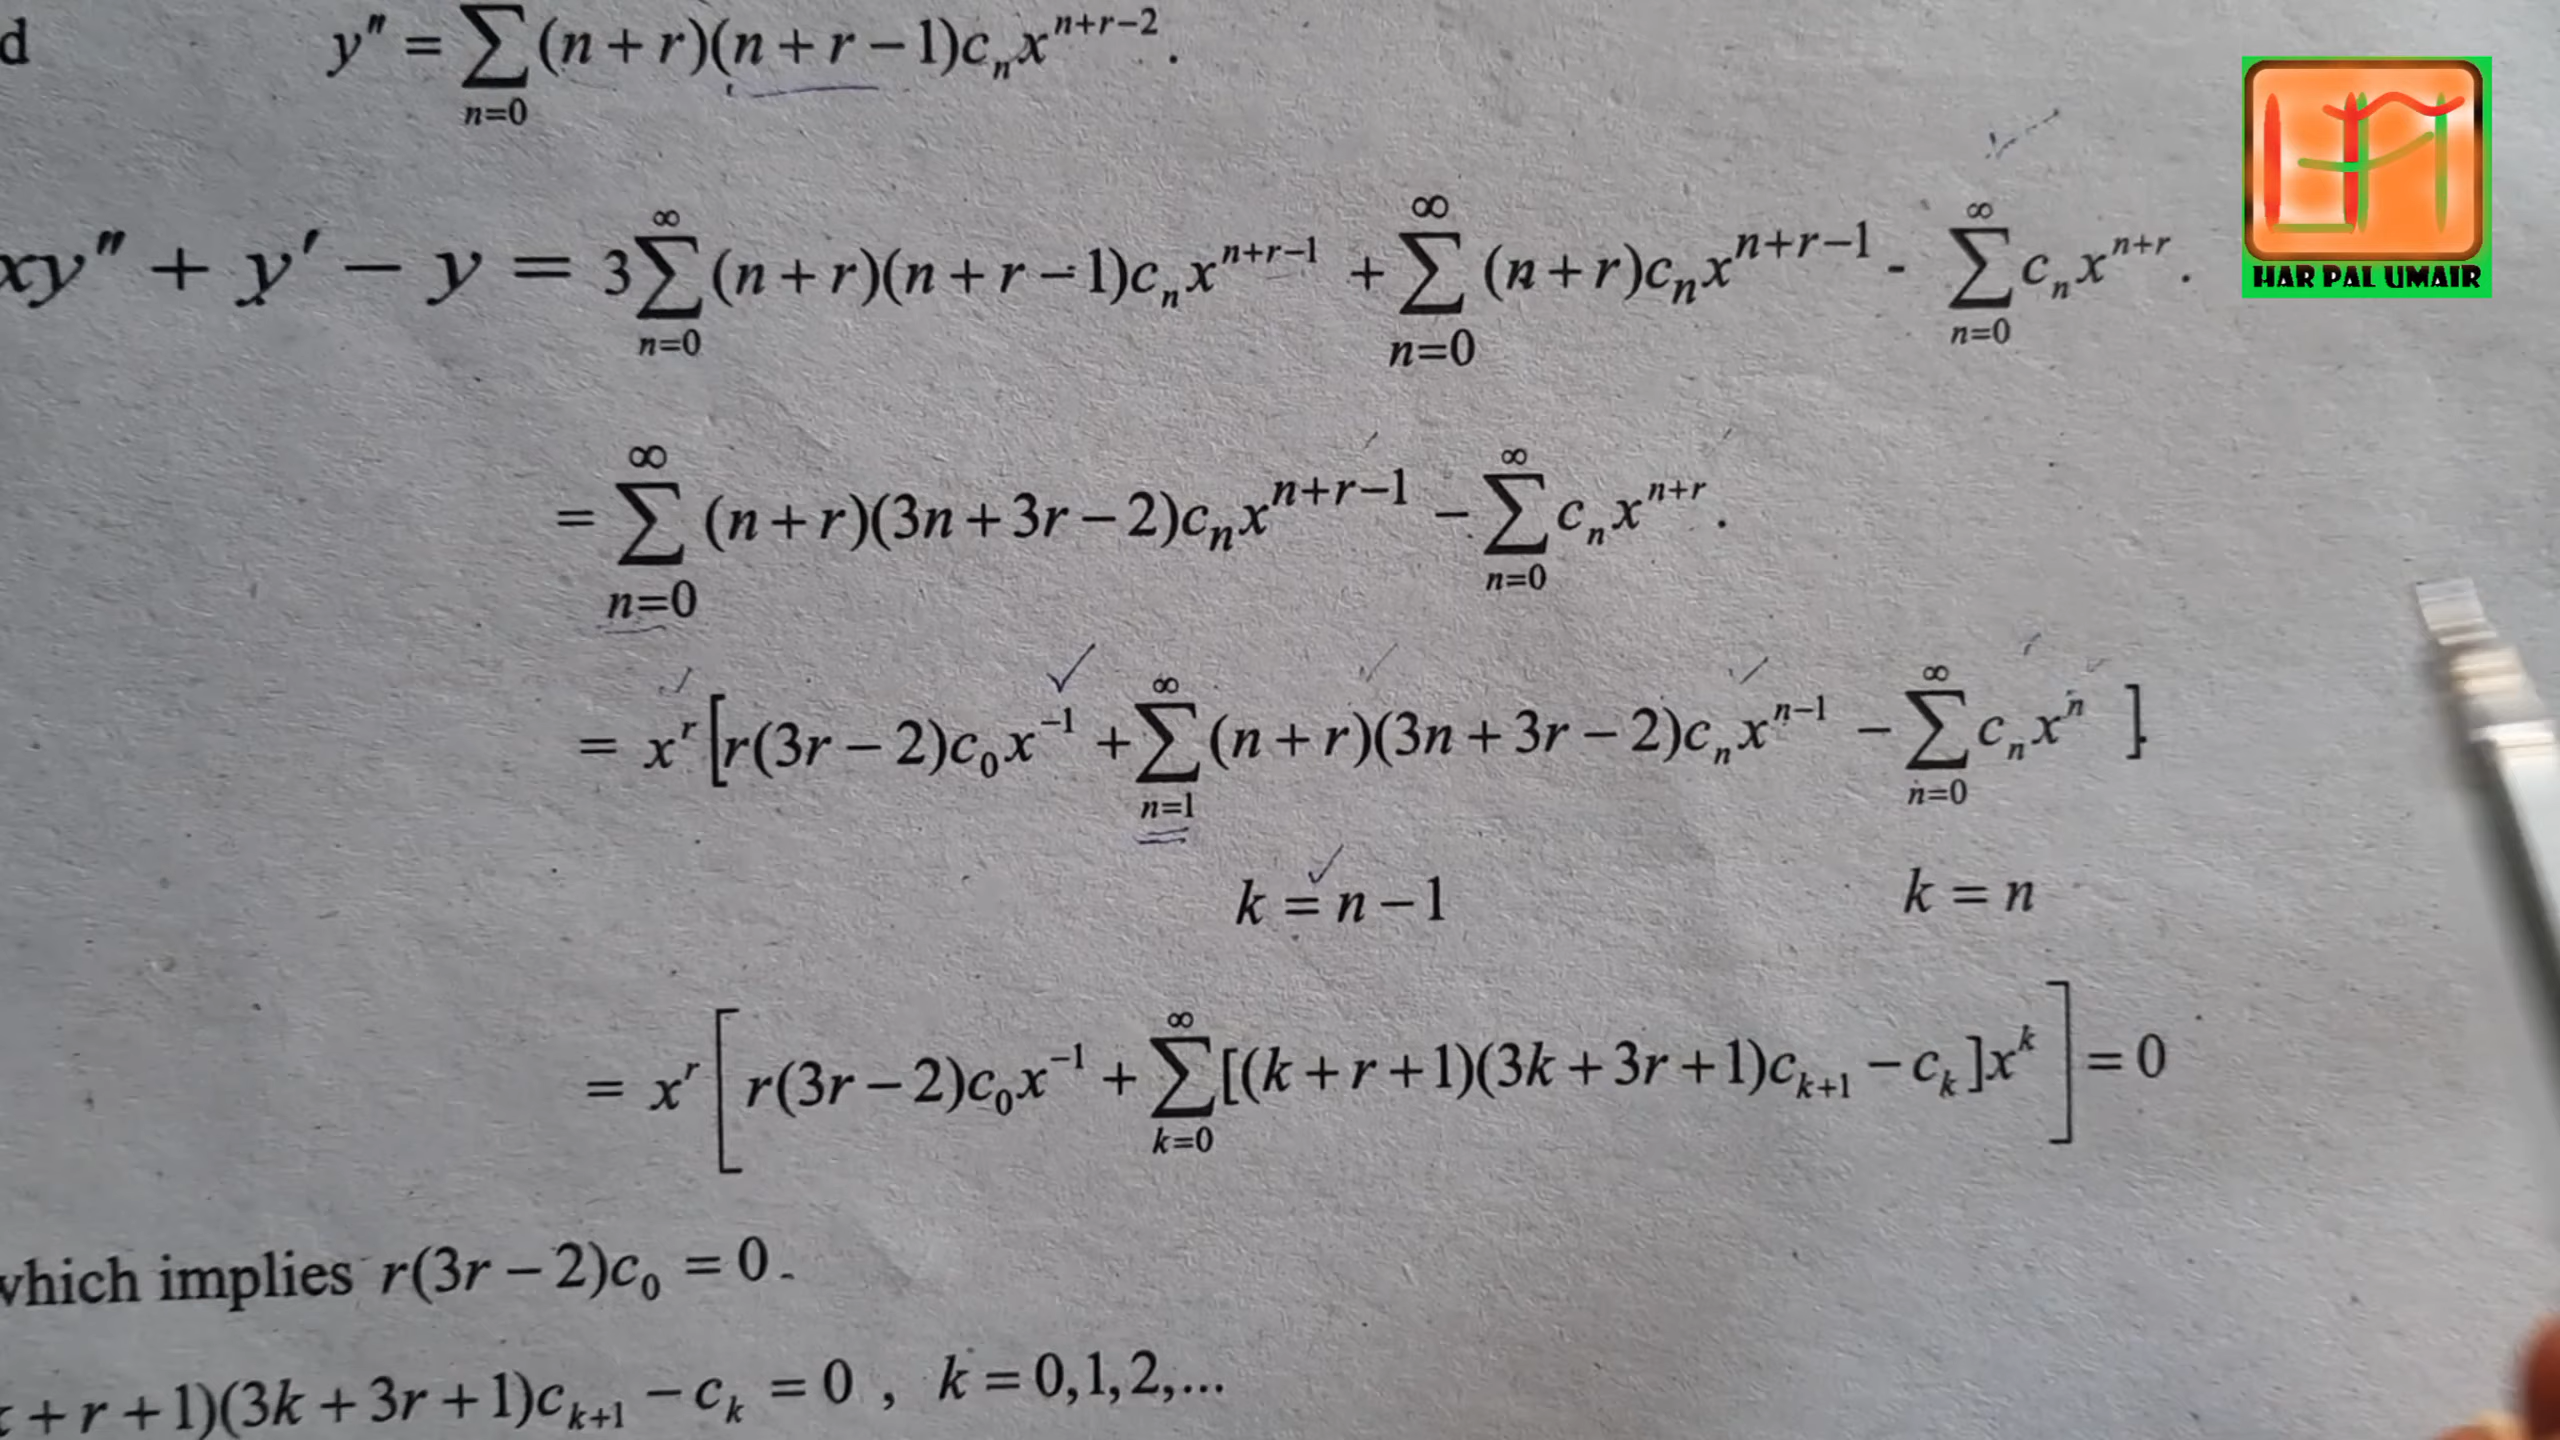 d y″ = ∑_{n=0} (n + r)(n + r − 1)c_n x^{n+r−2}.
HAR PAL UMAIR
xy″ + y′ − y = 3∑_{n=0}^{∞} (n + r)(n + r − 1)c_n x^{n+r−1} + ∑_{n=0}^{∞} (n + r)c_n x^{n+r−1} - ∑_{n=0}^{∞} c_n x^{n+r}.
= ∑_{n=0}^{∞} (n + r)(3n + 3r − 2)c_n x^{n+r−1} − ∑_{n=0}^{∞} c_n x^{n+r}.
= x^r [r(3r − 2)c_0 x^{−1} + ∑_{n=1}^{∞} (n + r)(3n + 3r − 2)c_n x^{n−1} − ∑_{n=0}^{∞} c_n x^n ]
k = n − 1 k = n
= x^r [ r(3r − 2)c_0 x^{−1} + ∑_{k=0}^{∞} [(k + r + 1)(3k + 3r + 1)c_{k+1} − c_k ]x^k ] = 0
which implies r(3r − 2)c_0 = 0.
k + r + 1)(3k + 3r + 1)c_{k+1} − c_k = 0 , k = 0,1,2,...